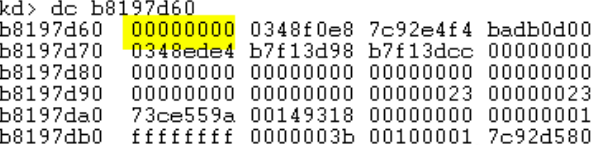 kd> dc b8197d60
b8197d60 00000000 0348f0e8 7c92e4f4 badb0d00
b8197d70 0348ede4 b7f13d98 b7f13dcc 00000000
b8197d80 00000000 00000000 00000000 00000000
b8197d90 00000000 00000000 00000023 00000023
b8197da0 73ce559a 00149318 00000000 00000001
b8197db0 ffffffff 0000003b 00100001 7c92d580